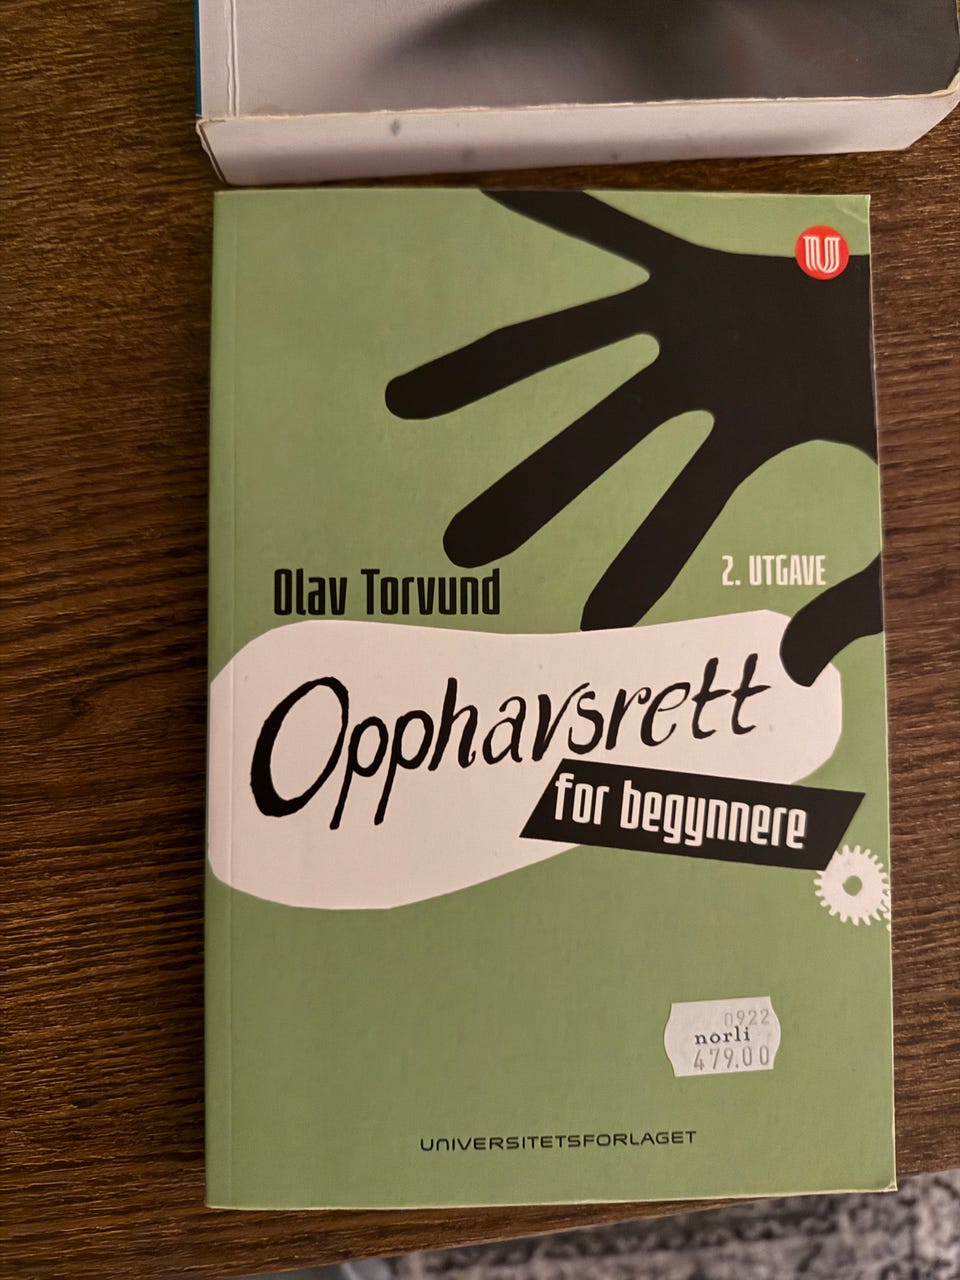 U
Olav Torvund
2. UTGAVE
Opphavsrett
for begynnere
0922
norli
479.00
UNIVERSITETSFORLAGET